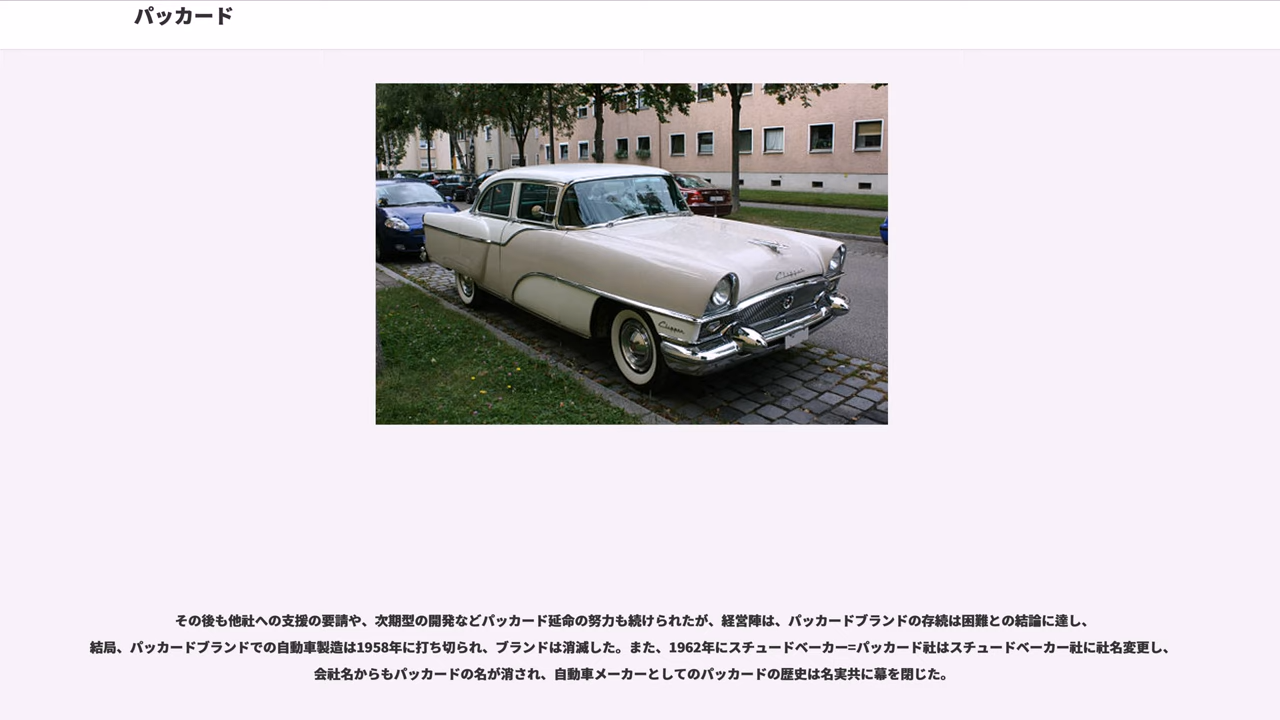 パッカード
Clipper
Clipper
その後も他社への支援の要請や、次期型の開発などパッカード延命の努力も続けられたが、経営陣は、パッカードブランドの存続は困難との結論に達し、
結局、パッカードブランドでの自動車製造は1958年に打ち切られ、ブランドは消滅した。また、1962年にスチュードベーカー=パッカード社はスチュードベーカー社に社名変更し、
会社名からもパッカードの名が消され、自動車メーカーとしてのパッカードの歴史は名実共に幕を閉じた。